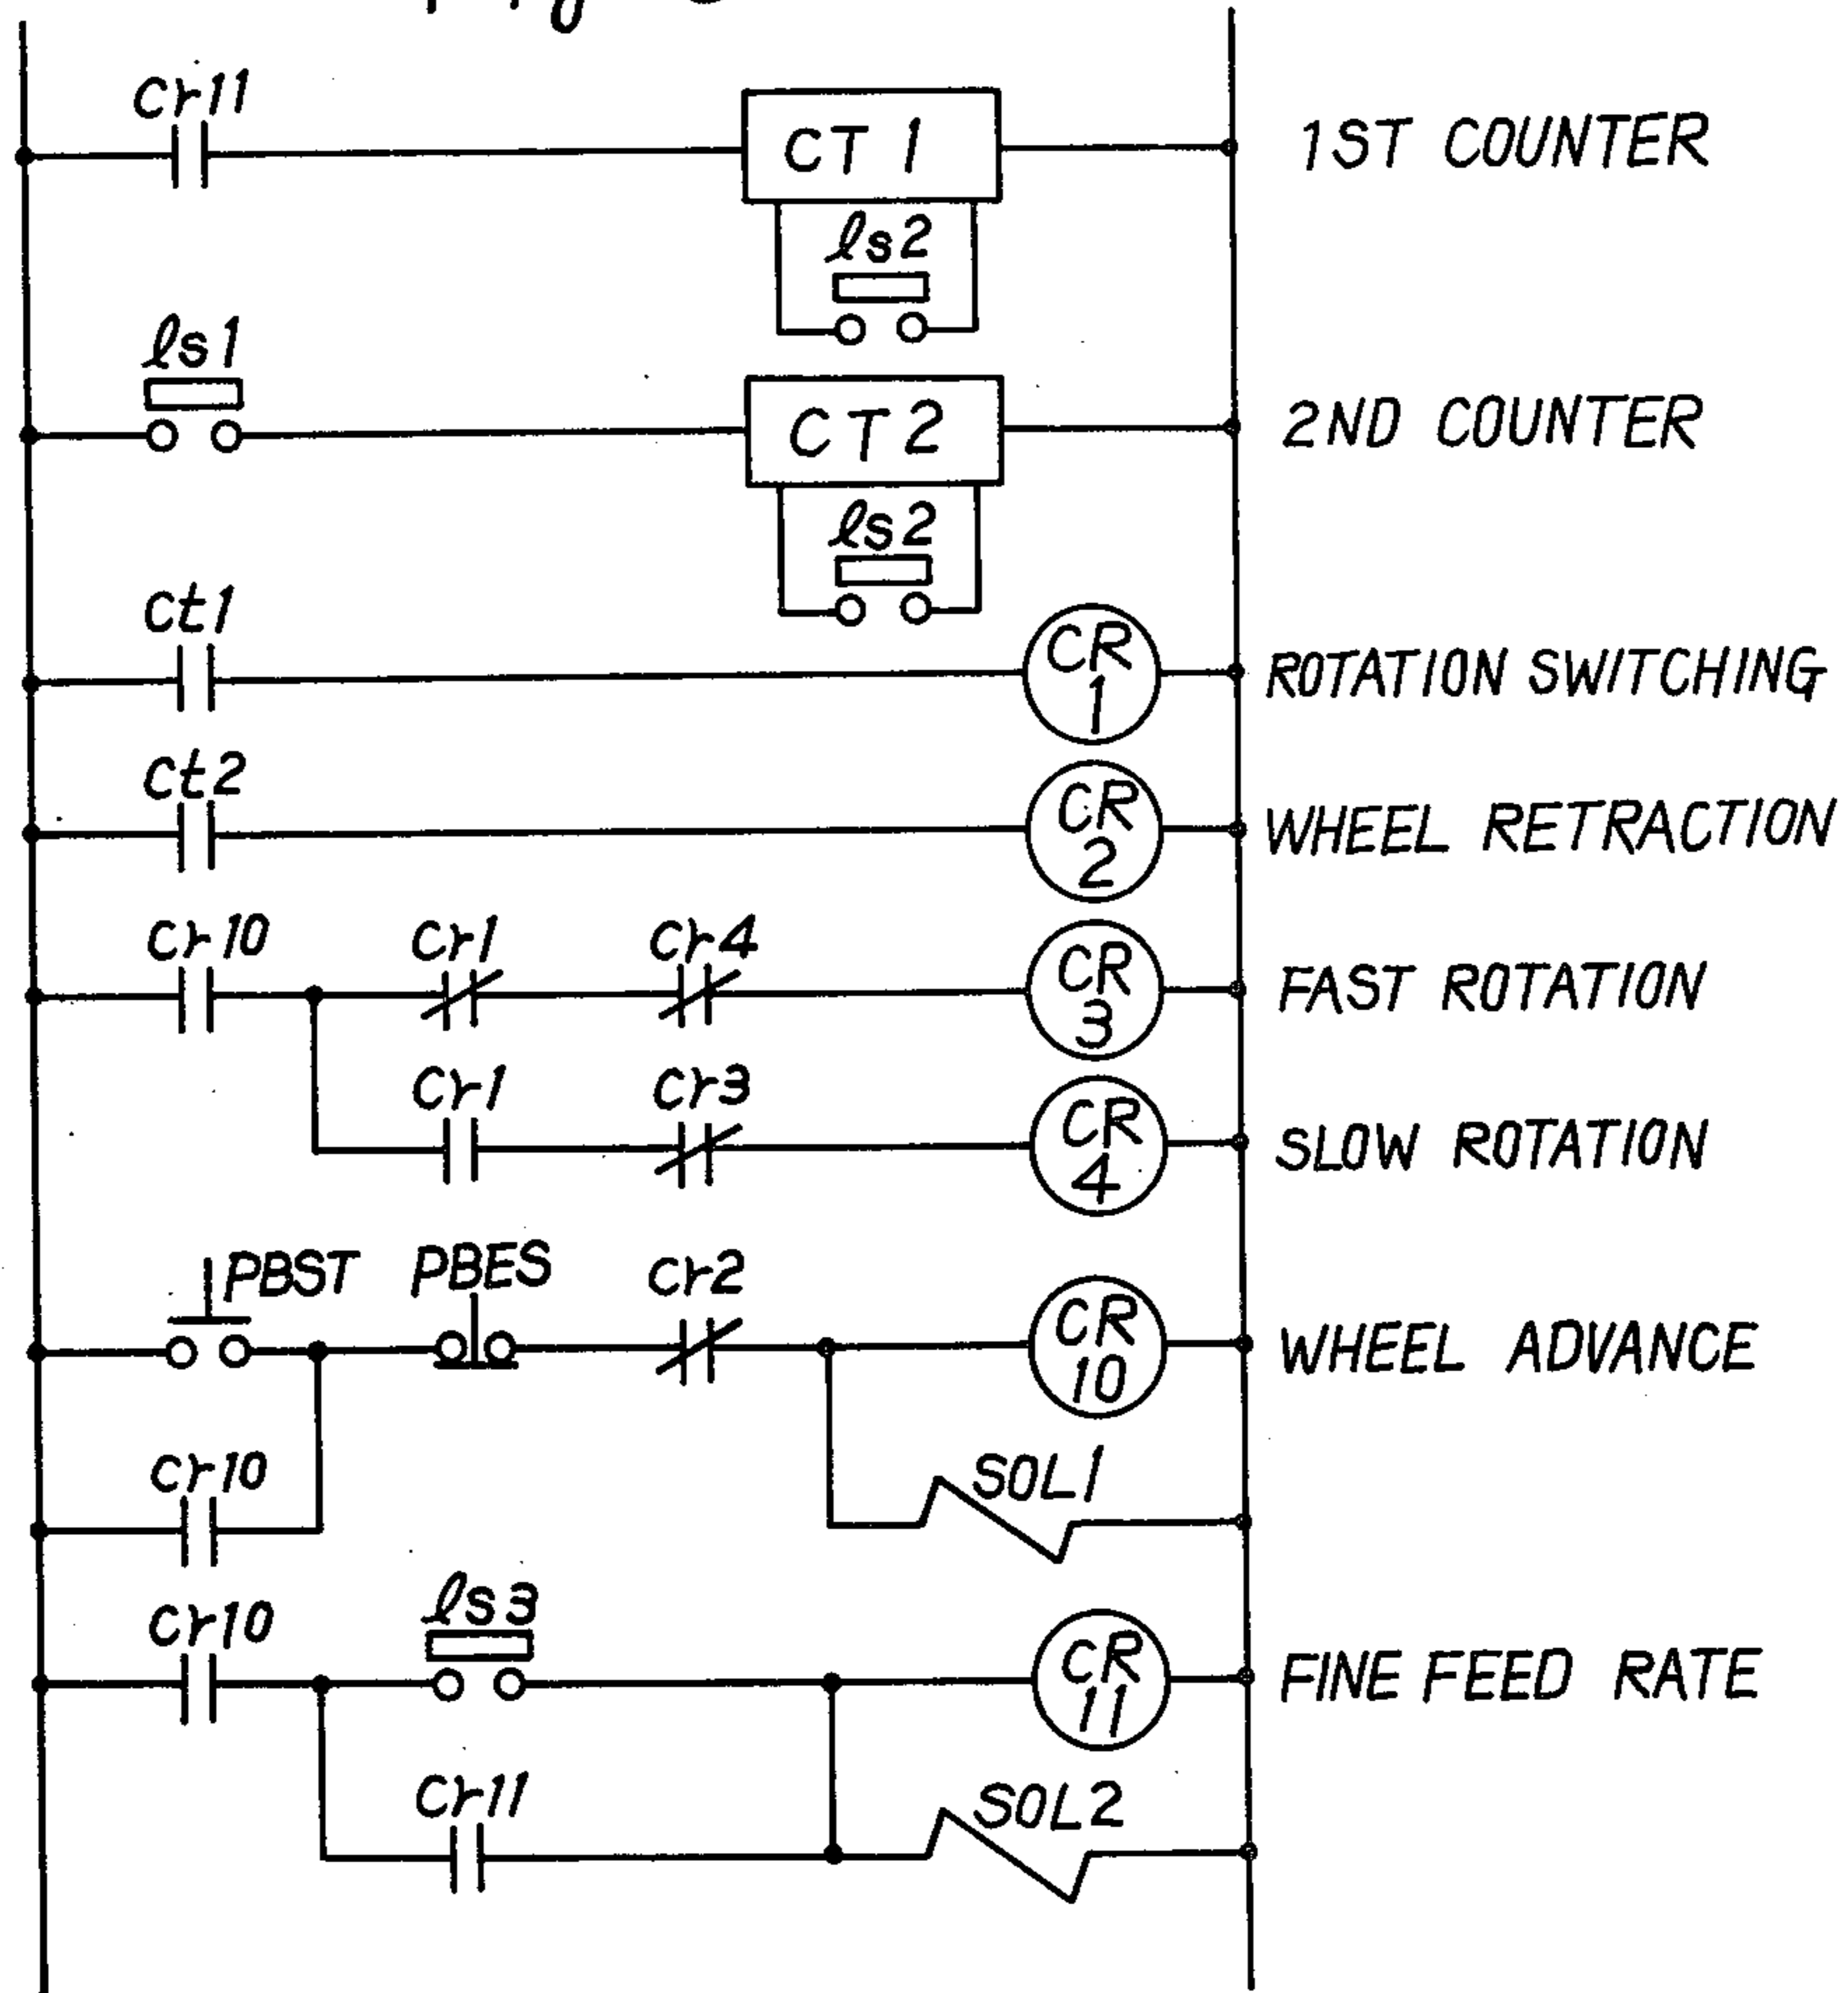 cr11
CT 1
1ST COUNTER
ls2
ls1
CT2
2ND COUNTER
ls2
Ct1
CR
1
ROTATION SWITCHING
Ct2
CR
2
WHEEL RETRACTION
cr10
cr1
cr4
CR
3
FAST ROTATION
cr1
cr3
CR
4
SLOW ROTATION
PBST
PBES
cr2
CR
10
WHEEL ADVANCE
cr10
SOL1
cr10
ls3
CR
11
FINE FEED RATE
cr11
SOL2